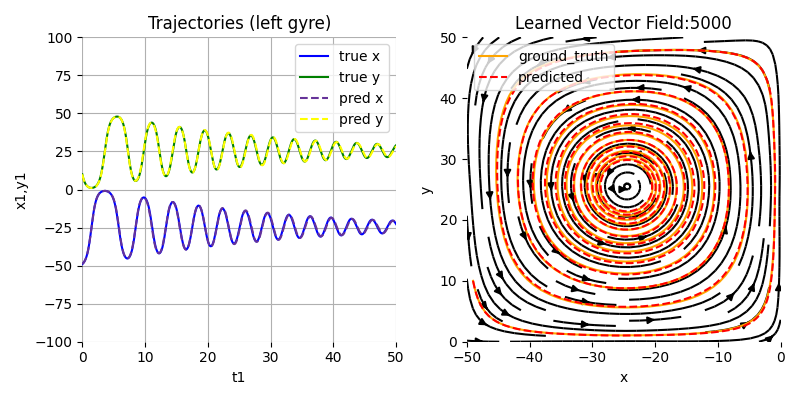 Trajectories (left gyre)
100
75
50
25
0
−25
−50
−75
−100
x1,y1
0
10
20
30
40
50
t1
true x
true y
pred x
pred y
Learned Vector Field:5000
50
40
30
20
10
0
y
−50
−40
−30
−20
−10
0
x
ground_truth
predicted